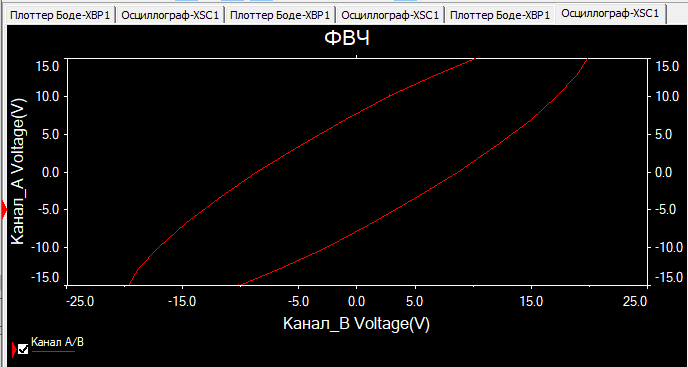 Плоттер Боде-XBP1 Осциллограф-XSC1 Плоттер Боде-XBP1 Осциллограф-XSC1 Плоттер Боде-XBP1 Осциллограф-XSC1
ФВЧ
15.0 15.0
10.0 10.0
5.0 5.0
0.0 0.0
-5.0 -5.0
-10.0 -10.0
-15.0 -15.0
Канал_A Voltage(V)
-25.0 -15.0 -5.0 0.0 5.0 15.0 25.0
Канал_B Voltage(V)
Канал A/B